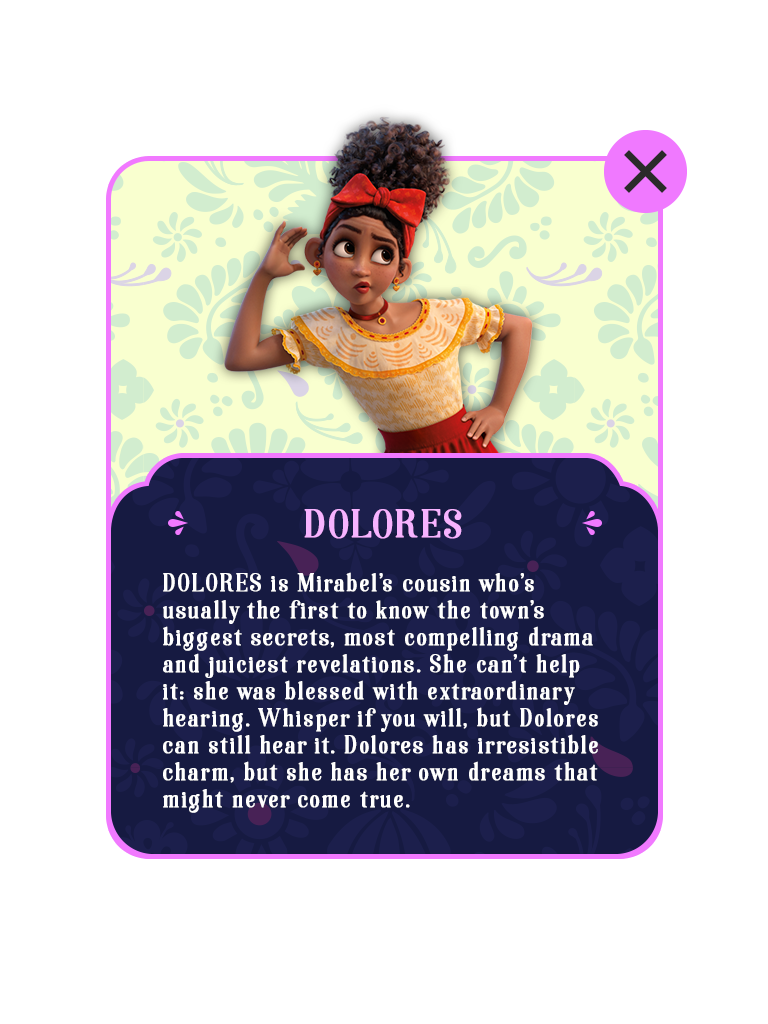 DOLORES
DOLORES is Mirabel's cousin who's
usually the first to know the town's
biggest secrets, most compelling drama
and juiciest revelations. She can't help
it: she was blessed with extraordinary
hearing. Whisper if you will, but Dolores
can still hear it. Dolores has irresistible
charm, but she has her own dreams that
might never come true.